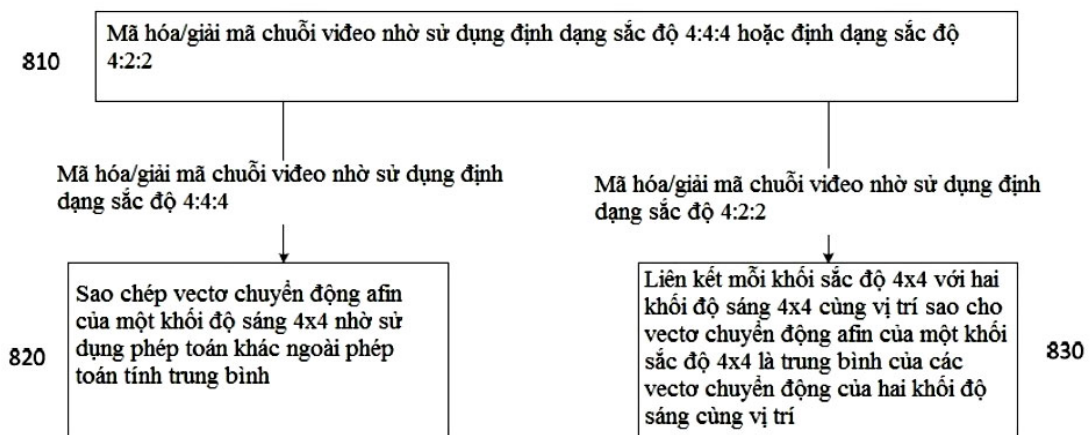 Mã hóa/giải mã chuỗi viđeo nhờ sử dụng định dạng sắc độ 4:4:4 hoặc định dạng sắc độ
4:2:2
810
Mã hóa/giải mã chuỗi viđeo nhờ sử dụng định
dạng sắc độ 4:4:4
Mã hóa/giải mã chuỗi viđeo nhờ sử dụng định
dạng sắc độ 4:2:2
Sao chép vectơ chuyển động afin
của một khối độ sáng 4x4 nhờ sử
dụng phép toán khác ngoài phép
toán tính trung bình
820
Liên kết mỗi khối sắc độ 4x4 với hai
khối độ sáng 4x4 cùng vị trí sao cho
vectơ chuyển động afin của một khối
sắc độ 4x4 là trung bình của các
vectơ chuyển động của hai khối độ
sáng cùng vị trí
830